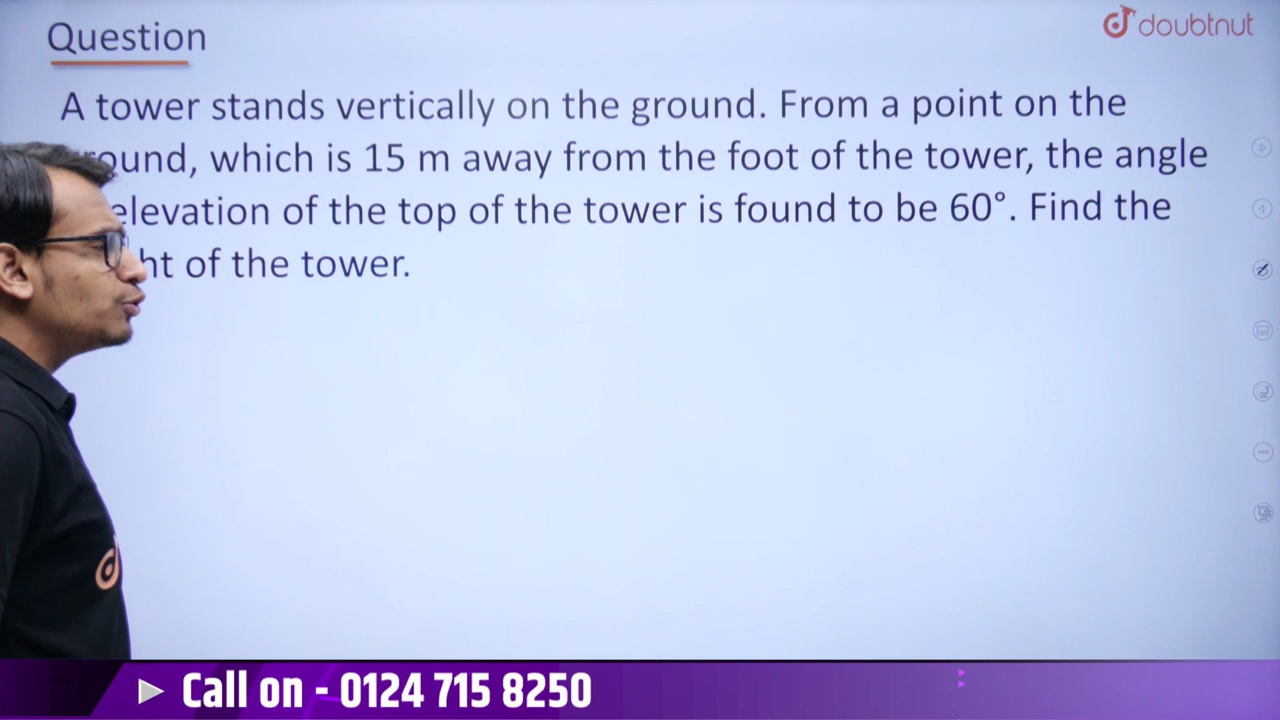 Question
doubtnut
A tower stands vertically on the ground. From a point on the
ound, which is 15 m away from the foot of the tower, the angle
elevation of the top of the tower is found to be 60°. Find the
ht of the tower.
Call on - 0124 715 8250